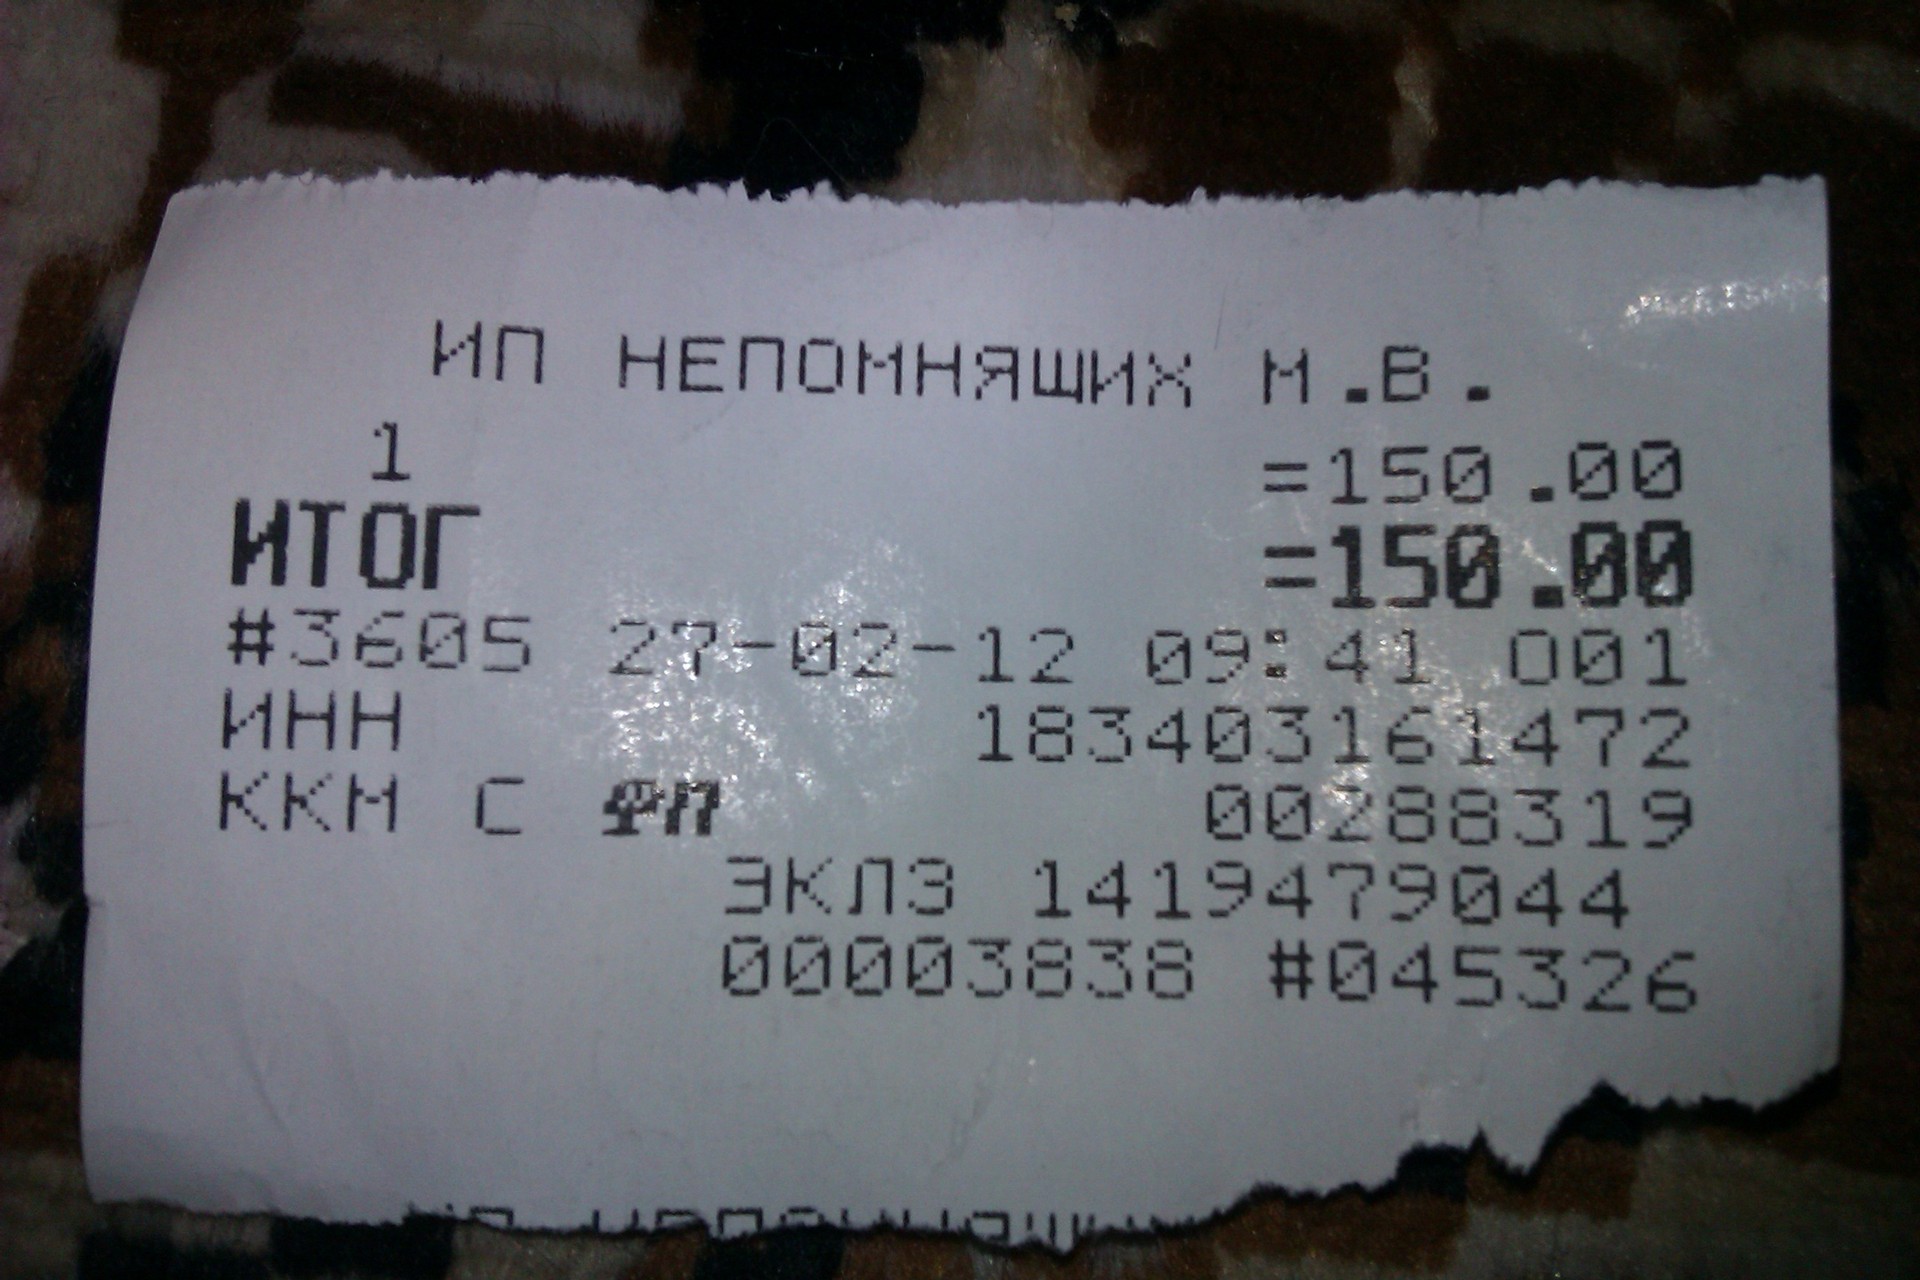 ИП НЕПОМНЯЩИХ М.В.
1 =150.00
ИТОГ =150.00
#3605 27-02-12 09:41 001
ИНН 183403161472
ККМ С ФП 00288319
ЭКЛЗ 1419479044
00003838 #045326